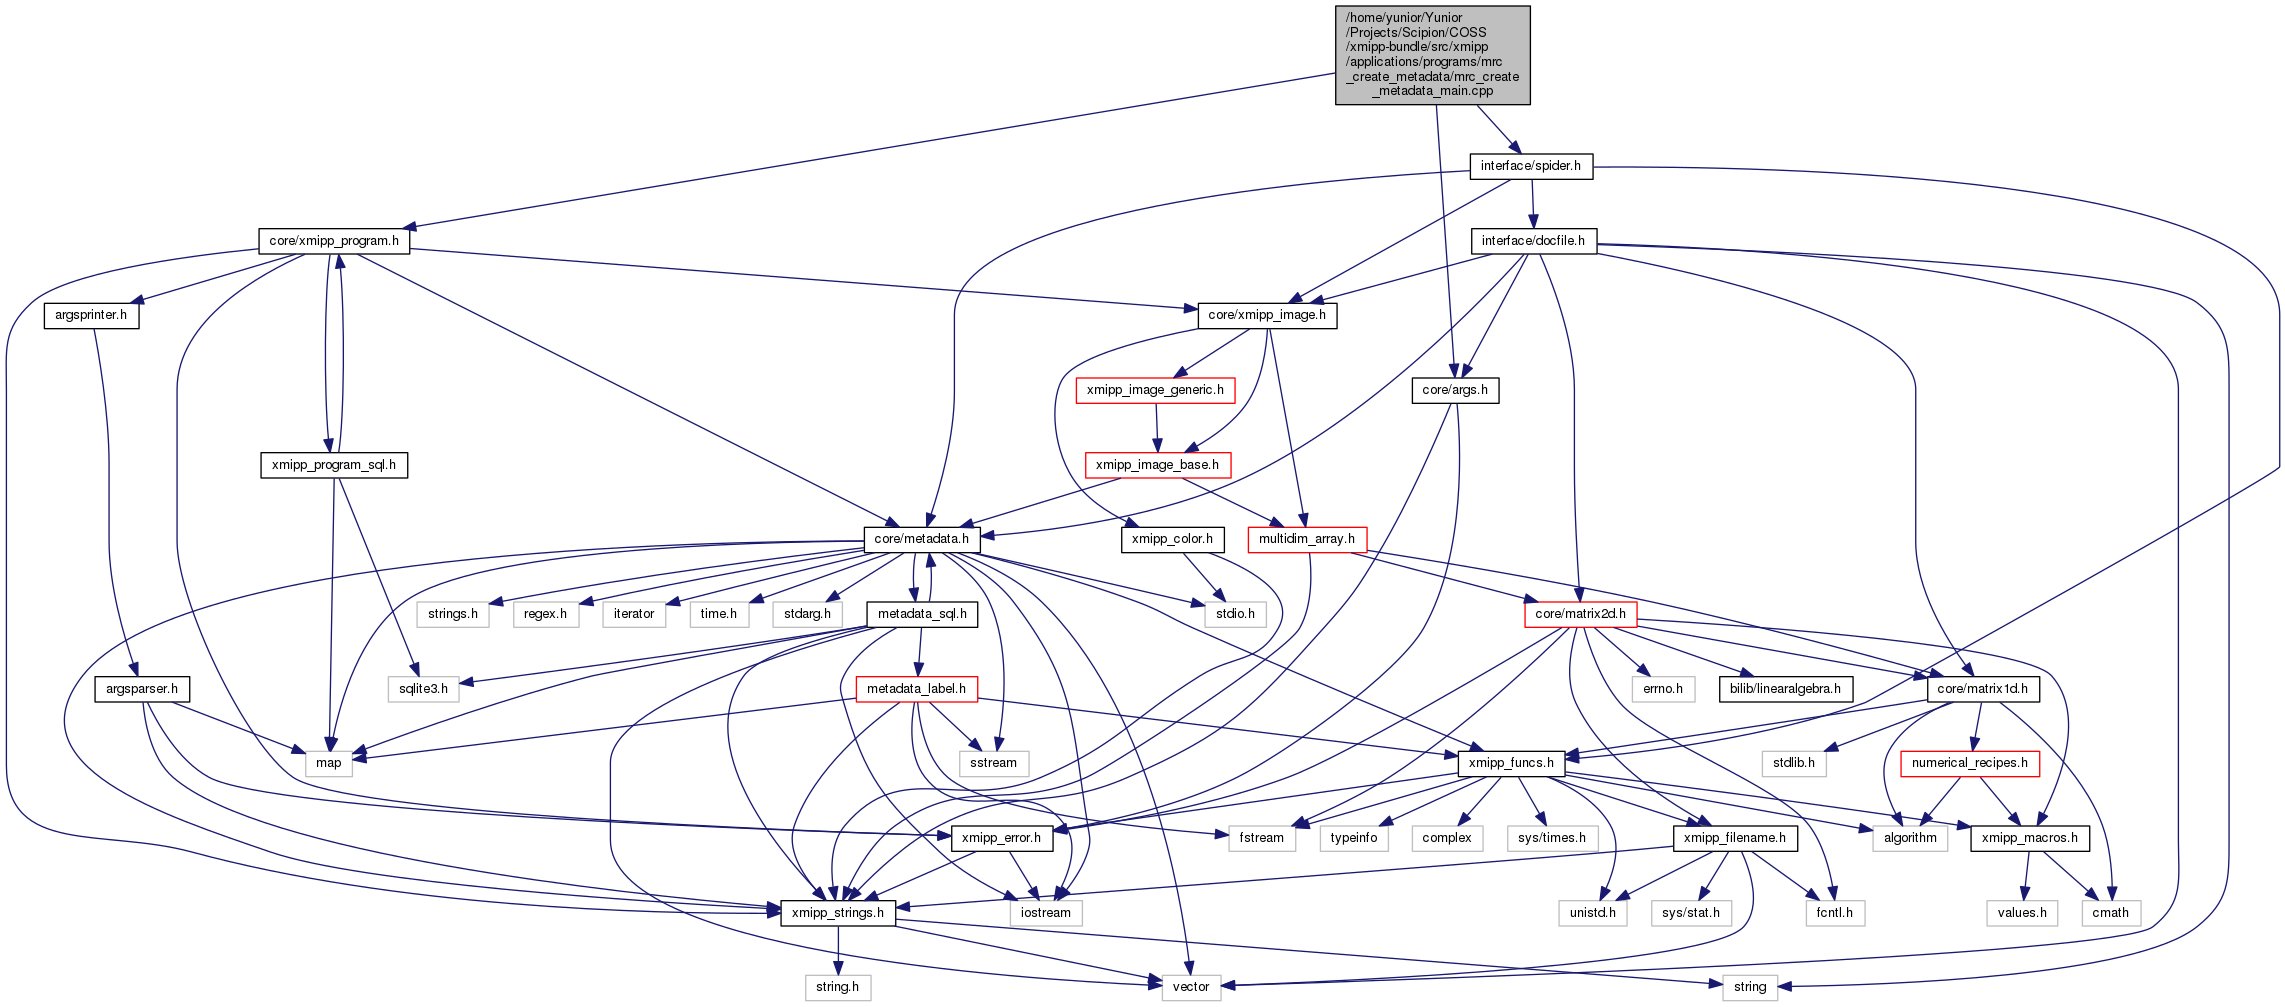 /home/yunior/Yunior
/Projects/Scipion/COSS
/xmipp-bundle/src/xmipp
/applications/programs/mrc
_create_metadata/mrc_create
_metadata_main.cpp
interface/spider.h
core/xmipp_program.h
interface/docfile.h
argsprinter.h
core/xmipp_image.h
xmipp_image_generic.h
core/args.h
xmipp_program_sql.h
xmipp_image_base.h
core/metadata.h
xmipp_color.h
multidim_array.h
strings.h
regex.h
iterator
time.h
stdarg.h
metadata_sql.h
stdio.h
core/matrix2d.h
argsparser.h
sqlite3.h
metadata_label.h
errno.h
bilib/linearalgebra.h
core/matrix1d.h
map
sstream
xmipp_funcs.h
stdlib.h
numerical_recipes.h
xmipp_error.h
fstream
typeinfo
complex
sys/times.h
xmipp_filename.h
algorithm
xmipp_macros.h
xmipp_strings.h
iostream
unistd.h
sys/stat.h
fcntl.h
values.h
cmath
string.h
vector
string